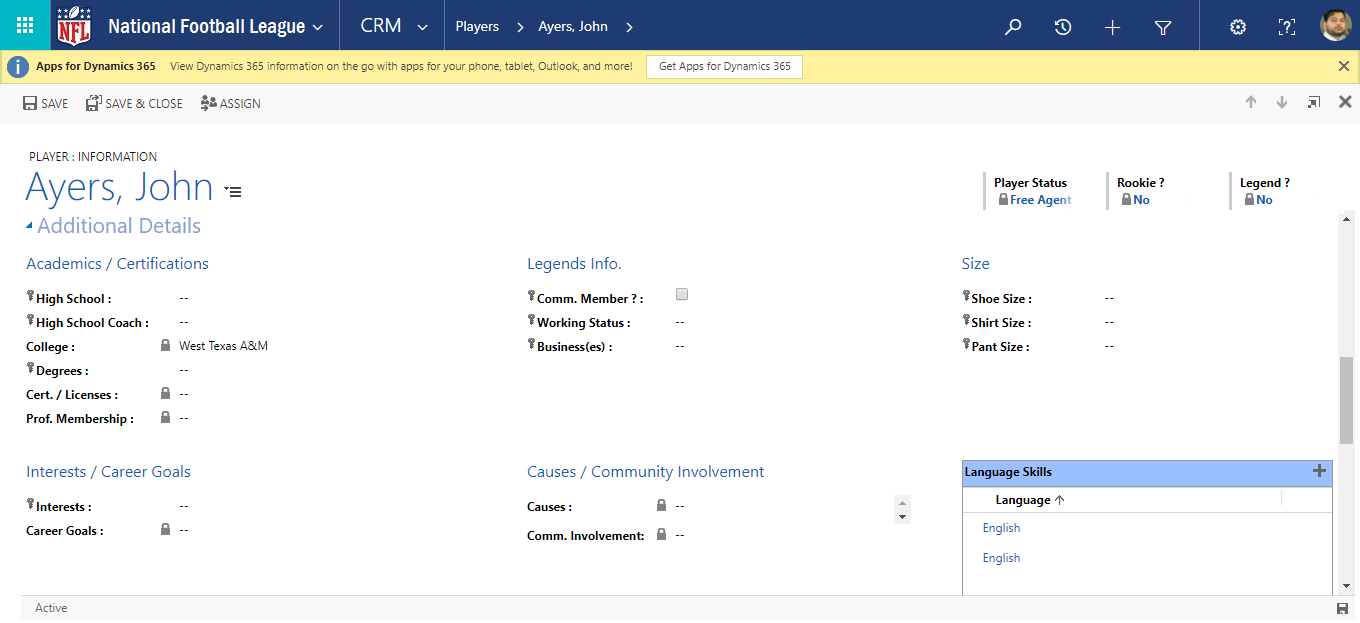 NFL
National Football League
CRM
Players
Ayers, John
Apps for Dynamics 365
View Dynamics 365 information on the go with apps for your phone, tablet, Outlook, and more!
Get Apps for Dynamics 365
SAVE
SAVE & CLOSE
ASSIGN
PLAYER : INFORMATION
Ayers, John
Player Status
Free Agent
Rookie ?
No
Legend ?
No
Additional Details
Academics / Certifications
High School : --
High School Coach : --
College : West Texas A&M
Degrees : --
Cert. / Licenses : --
Prof. Membership : --
Legends Info.
Comm. Member ? :
Working Status : --
Business(es) : --
Size
Shoe Size : --
Shirt Size : --
Pant Size : --
Interests / Career Goals
Interests : --
Career Goals : --
Causes / Community Involvement
Causes : --
Comm. Involvement: --
Language Skills
Language ↑
English
English
Active